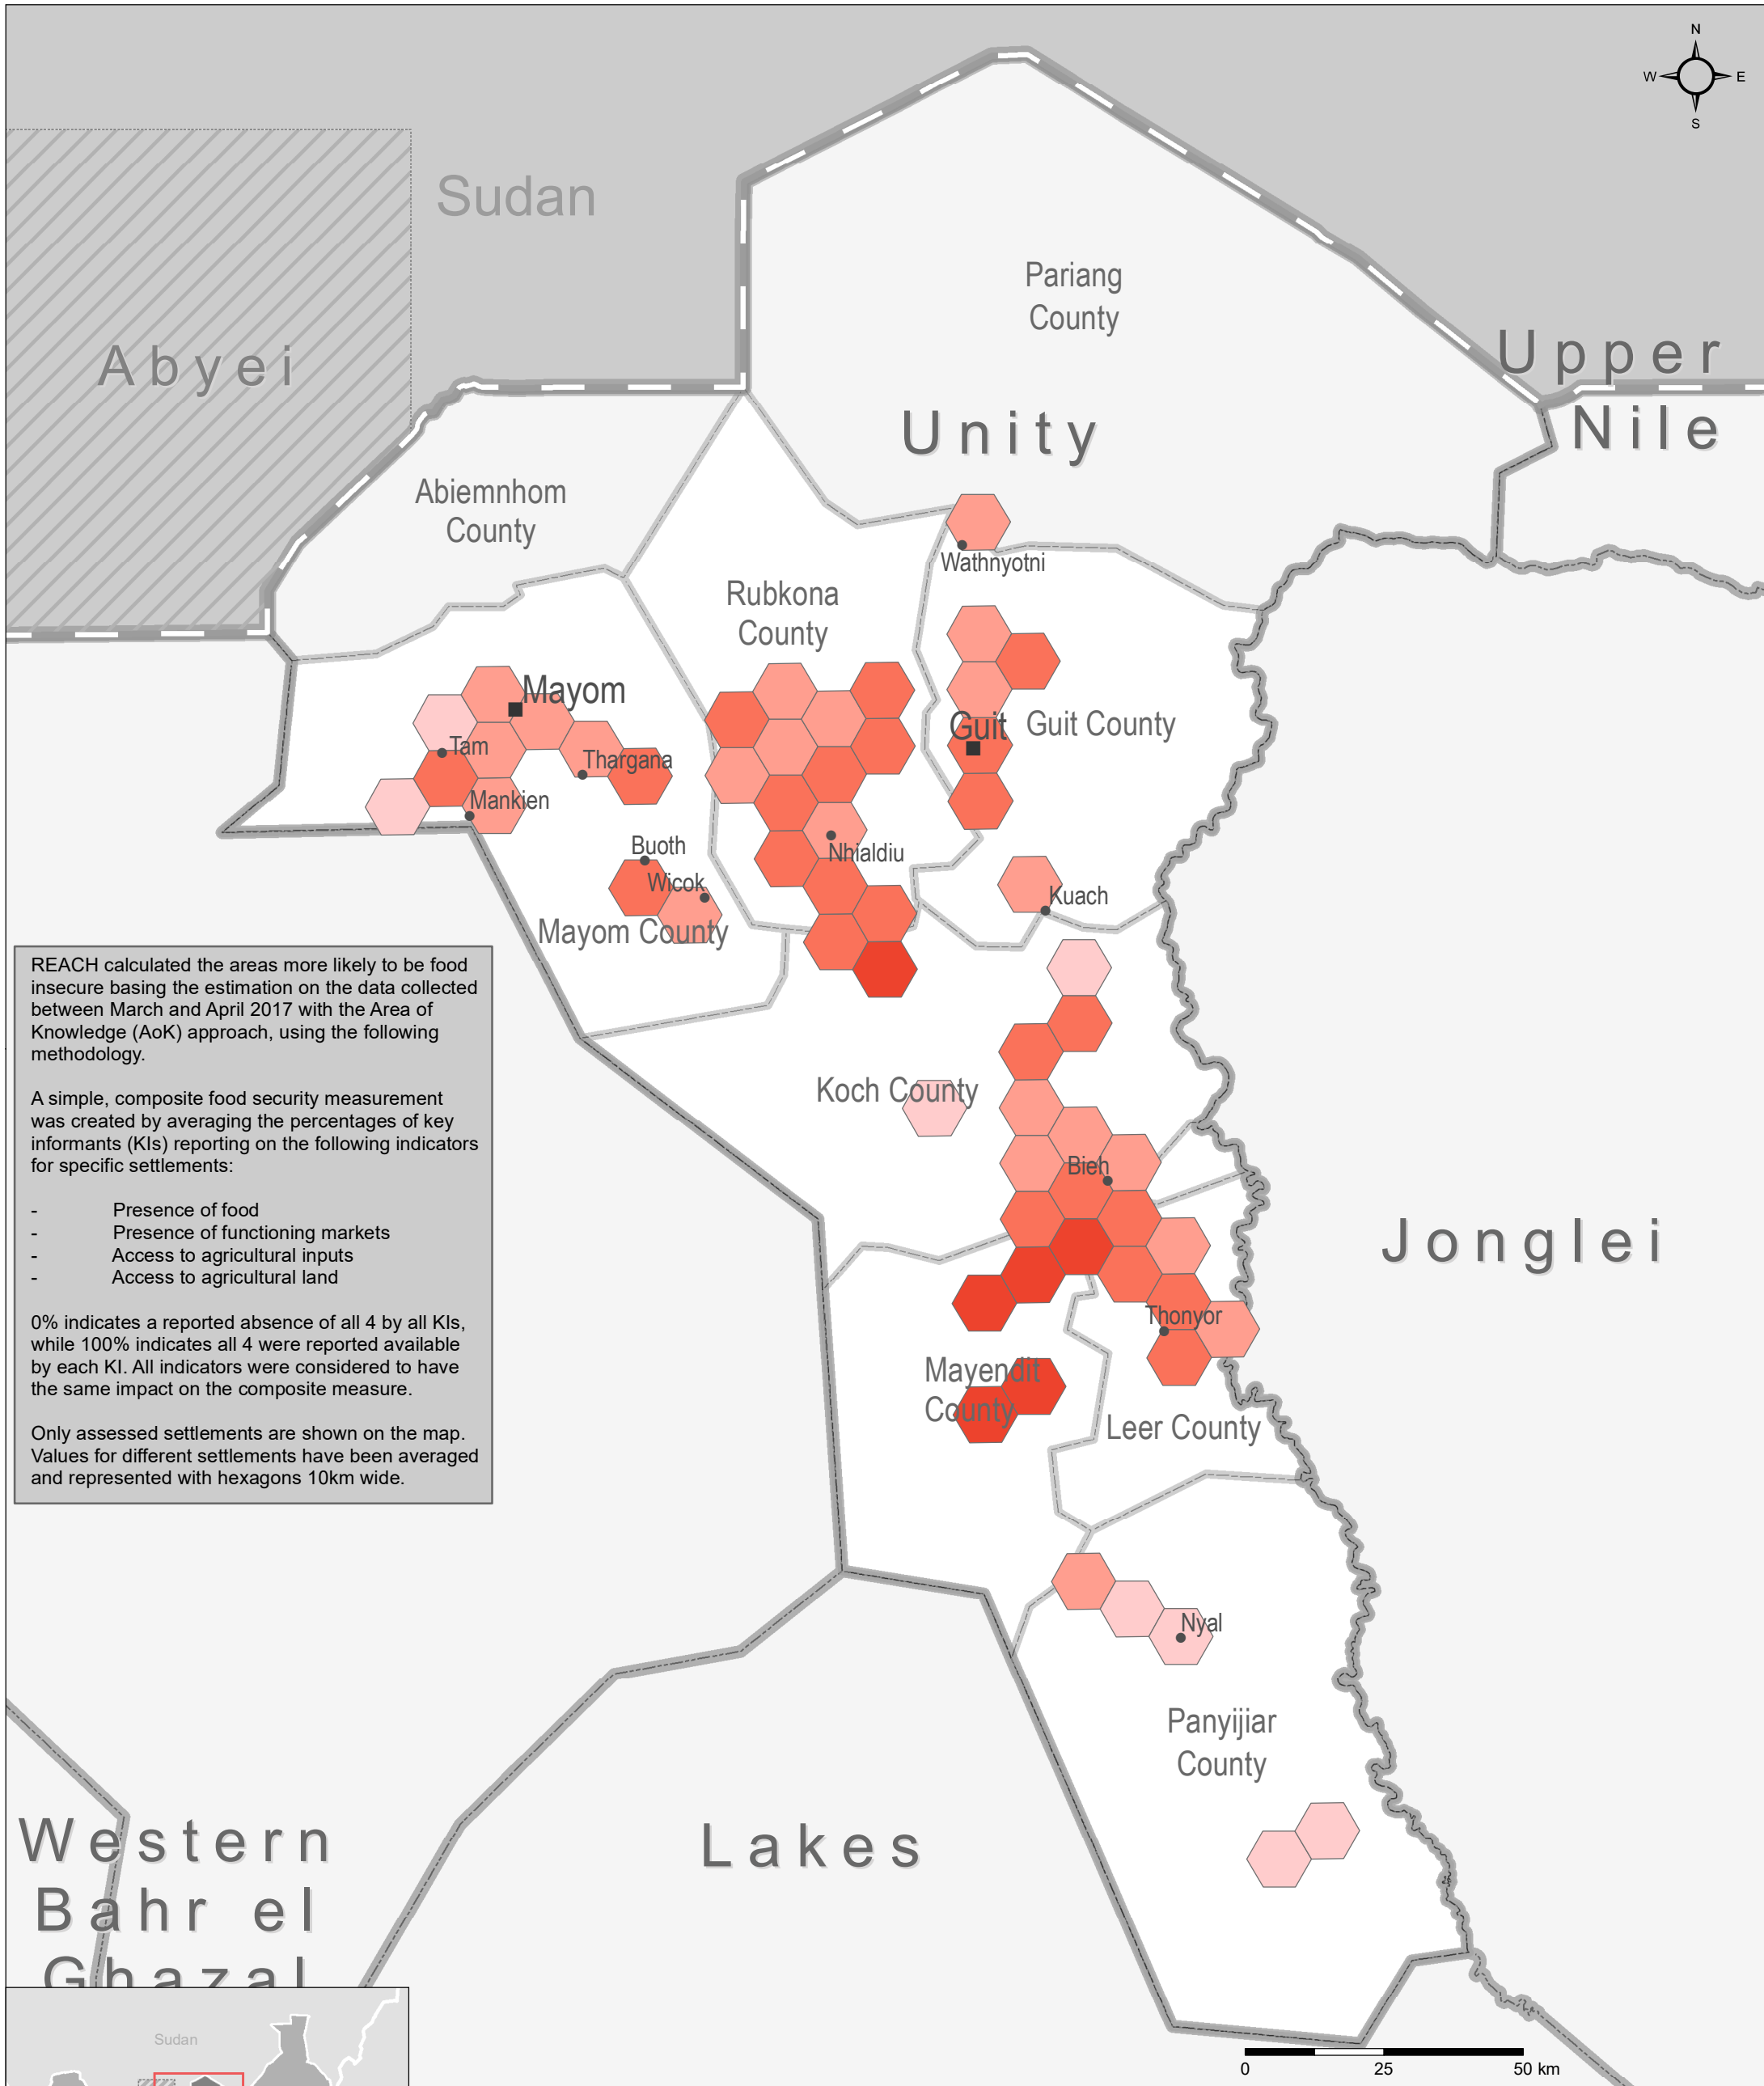 N
W E
S
Sudan
Abyei
Pariang
County
Upper
Nile
Unity
Abiemnhom
County
Wathnyotni
Rubkona
County
Mayom
Guit
Guit County
Tam
Thargana
Mankien
Buoth
Nhialdiu
Wicok
Kuach
Mayom County
REACH calculated the areas more likely to be food
insecure basing the estimation on the data collected
between March and April 2017 with the Area of
Knowledge (AoK) approach, using the following
methodology.
A simple, composite food security measurement
was created by averaging the percentages of key
informants (KIs) reporting on the following indicators
for specific settlements:
- Presence of food
- Presence of functioning markets
- Access to agricultural inputs
- Access to agricultural land
0% indicates a reported absence of all 4 by all KIs,
while 100% indicates all 4 were reported available
by each KI. All indicators were considered to have
the same impact on the composite measure.
Only assessed settlements are shown on the map.
Values for different settlements have been averaged
and represented with hexagons 10km wide.
Koch County
Bieh
Jonglei
Thonyor
Mayendit
County
Leer County
Nyal
Panyijiar
County
Western
Bahr el
Ghazal
Lakes
Sudan
0 25 50 km